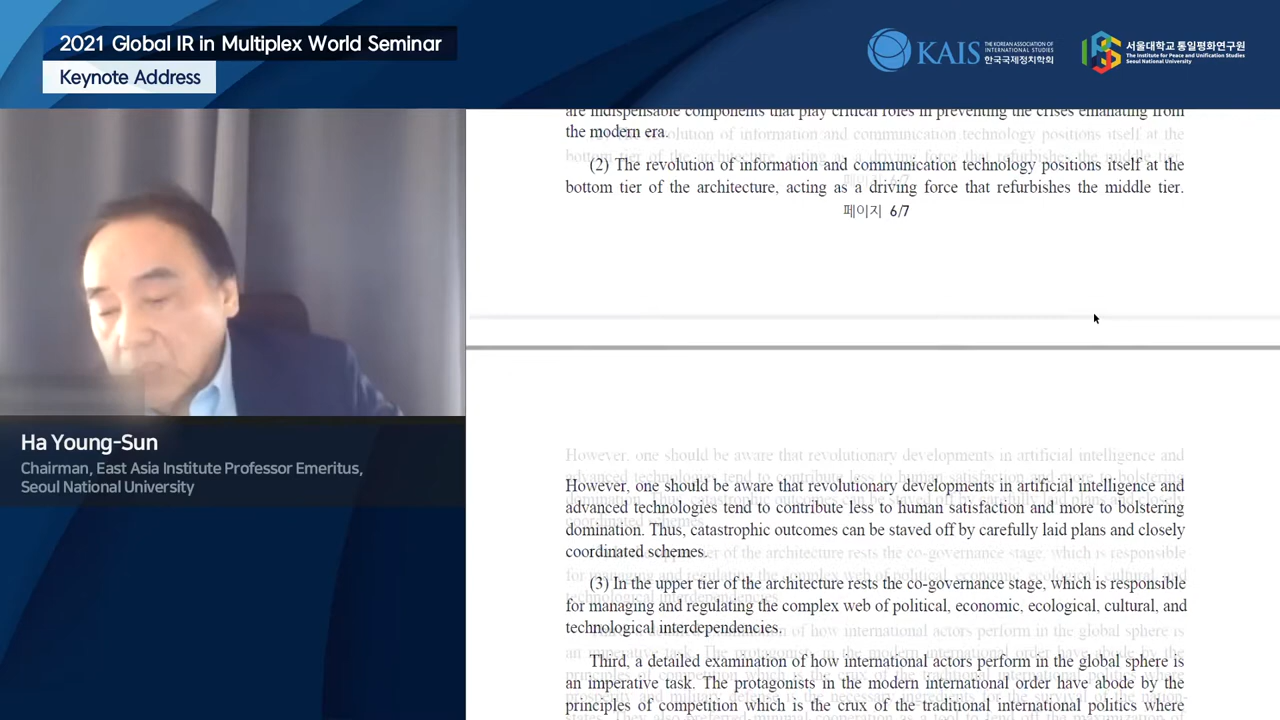 2021 Global IR in Multiplex World Seminar
Keynote Address
KAIS THE KOREAN ASSOCIATION OF INTERNATIONAL STUDIES 한국국제정치학회
서울대학교 통일평화연구원
The Institute for Peace and Unification Studies
Seoul National University
are indispensable components that play critical roles in preventing the crises emanating from
the modern era.
(2) The revolution of information and communication technology positions itself at the
bottom tier of the architecture, acting as a driving force that refurbishes the middle tier.
페이지 6/7
However, one should be aware that revolutionary developments in artificial intelligence and
advanced technologies tend to contribute less to human satisfaction and more to bolstering
domination. Thus, catastrophic outcomes can be staved off by carefully laid plans and closely
coordinated schemes.
(3) In the upper tier of the architecture rests the co-governance stage, which is responsible
for managing and regulating the complex web of political, economic, ecological, cultural, and
technological interdependencies.
Third, a detailed examination of how international actors perform in the global sphere is
an imperative task. The protagonists in the modern international order have abode by the
principles of competition which is the crux of the traditional international politics where
Ha Young-Sun
Chairman, East Asia Institute Professor Emeritus,
Seoul National University